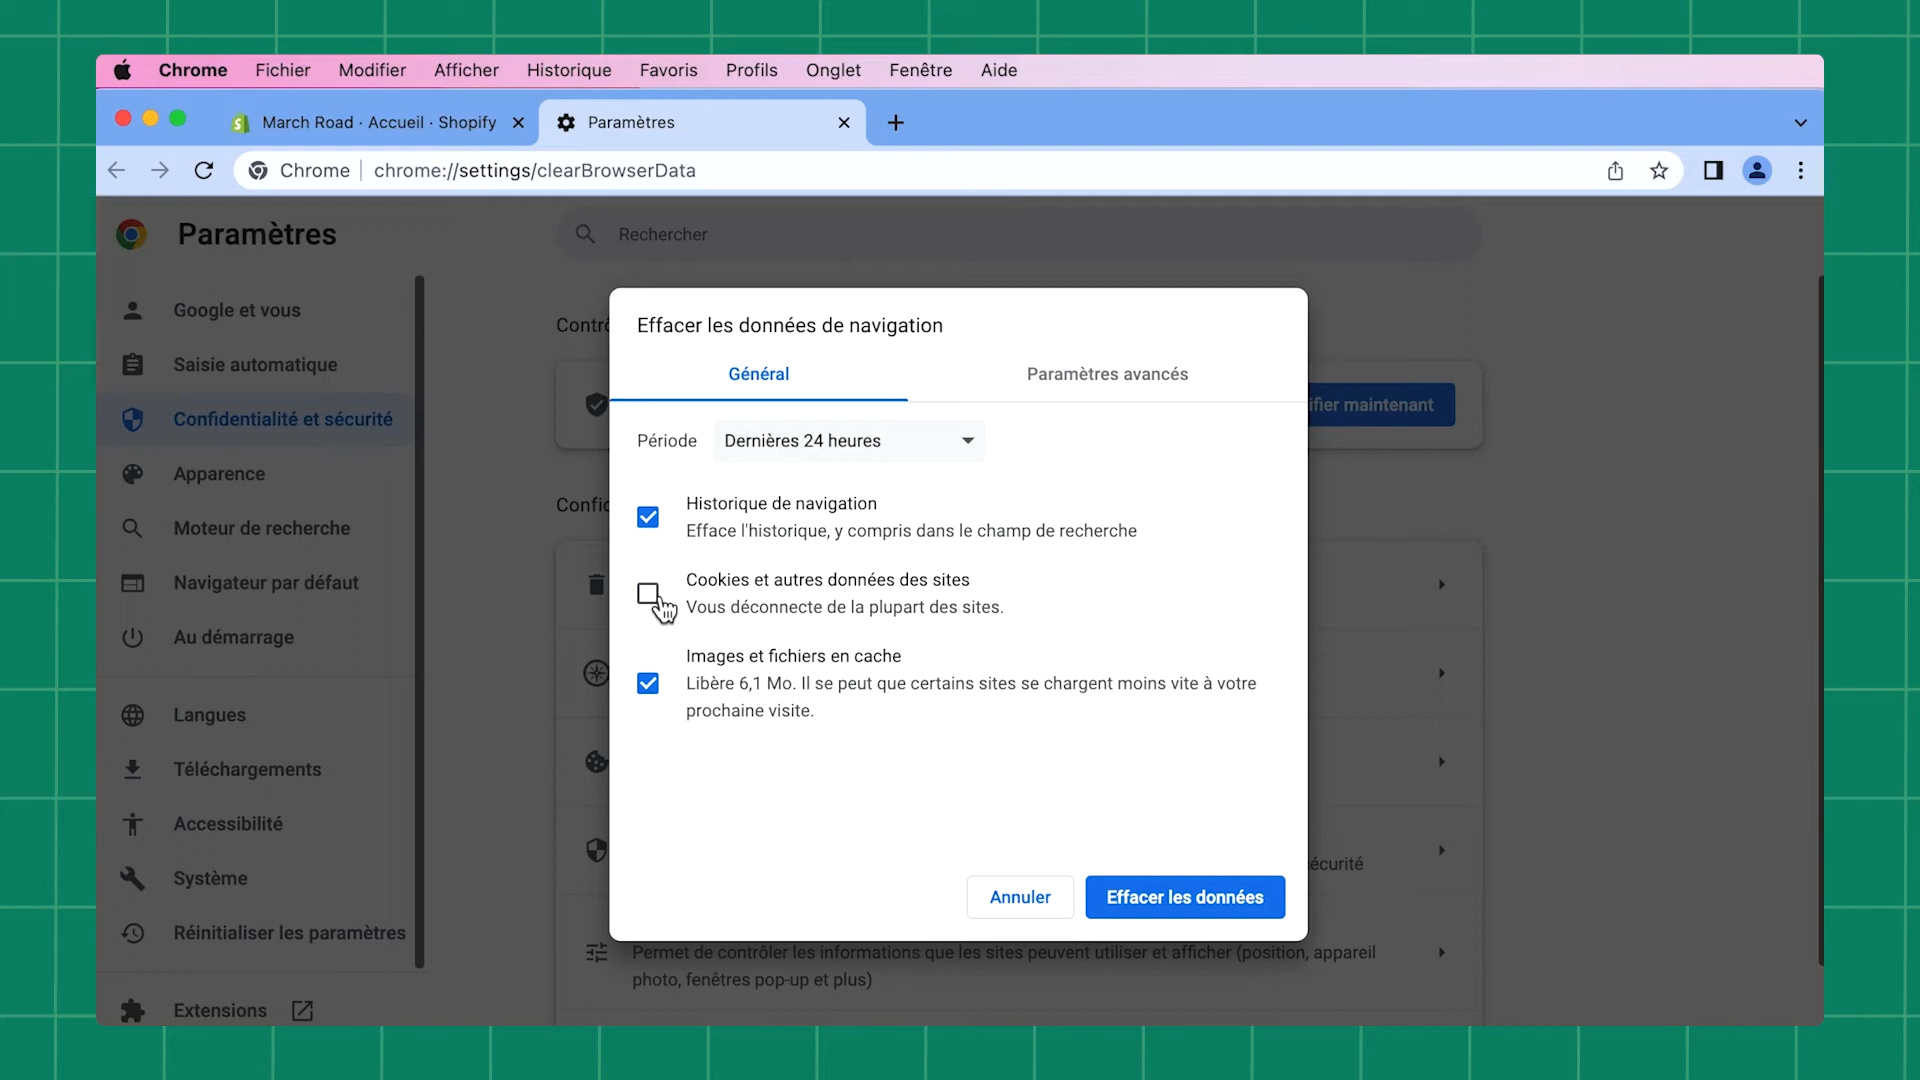 Chrome Fichier Modifier Afficher Historique Favoris Profils Onglet Fenêtre Aide
March Road · Accueil · Shopify
Paramètres
Chrome
chrome://settings/clearBrowserData
Paramètres
Rechercher
Google et vous
Saisie automatique
Confidentialité et sécurité
Apparence
Moteur de recherche
Navigateur par défaut
Au démarrage
Langues
Téléchargements
Accessibilité
Système
Réinitialiser les paramètres
Extensions
Contrô
ifier maintenant
Confid
Effacer les données de navigation
Général
Paramètres avancés
Période
Dernières 24 heures
Historique de navigation
Efface l'historique, y compris dans le champ de recherche
Cookies et autres données des sites
Vous déconnecte de la plupart des sites.
Images et fichiers en cache
Libère 6,1 Mo. Il se peut que certains sites se chargent moins vite à votre
prochaine visite.
Annuler
Effacer les données
écurité
Permet de contrôler les informations que les sites peuvent utiliser et afficher (position, appareil
photo, fenêtres pop-up et plus)